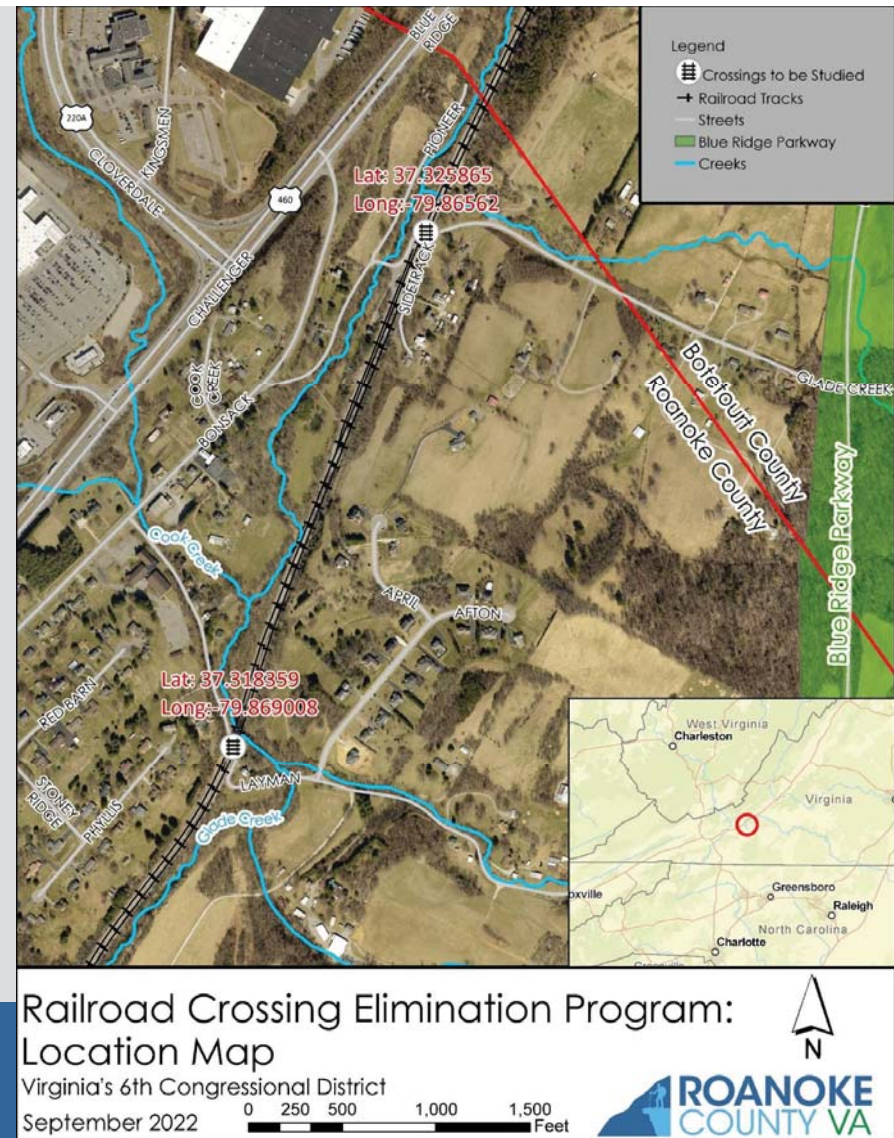 Legend
Crossings to be Studied
Railroad Tracks
Streets
Blue Ridge Parkway
Creeks
BLUE
RIDGE
220A
KINGSMEN
CLOVERDALE
PIONEER
Lat: 37.325865
Long:-79.86562
460
CHALLENGER
SIDETRACK
COOK
CREEK
BONSACK
GLADE CREEK
Botetourt County
Roanoke County
Blue Ridge Parkway
Cook Creek
APRIL
AFTON
Lat: 37.318359
Long:-79.869008
RED BARN
STONEY
RIDGE
PHYLLIS
LAYMAN
Glade Creek
West Virginia
Charleston
Virginia
Greensboro
oxville
Raleigh
North Carolina
Charlotte
Railroad Crossing Elimination Program:
Location Map
Virginia's 6th Congressional District
September 2022
0 250 500 1,000 1,500
Feet
N
ROANOKE
COUNTY VA